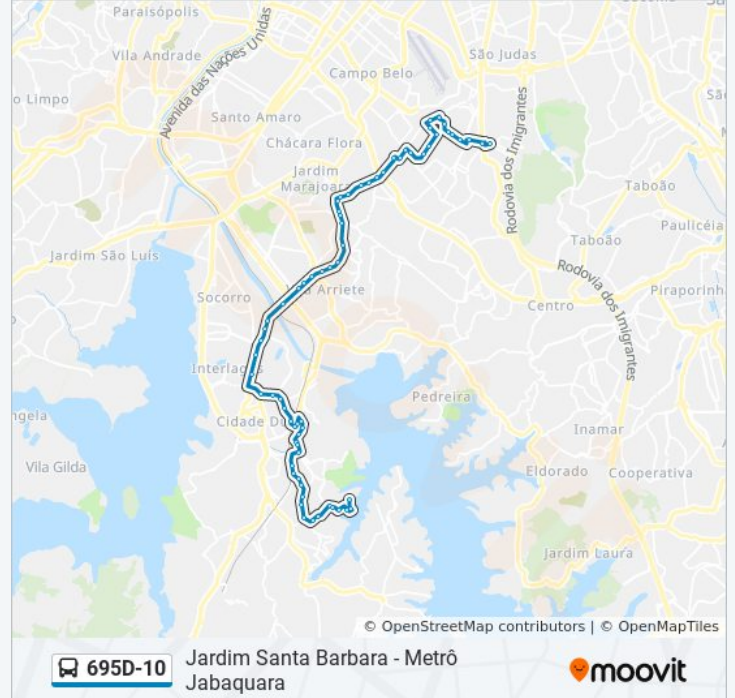 Paraisópolis
Vila Andrade
Avenida das Nações Unidas
São Judas
Campo Belo
o Limpo
Santo Amaro
Chácara Flora
Rodovia dos Imigrantes
Jardim
Marajoara
Taboão
Paulicéia
Jardim São Luís
Taboão
Rodovia dos Imigrantes
Socorro
Arriete
Centro
Piraporinh
Interlagos
Pedreira
ngela
Cidade Du
Inamar
Vila Gilda
Eldorado
Cooperativa
Jardim Laura
© OpenStreetMap contributors | © OpenMapTiles
695D-10
Jardim Santa Barbara - Metrô
Jabaquara
moovit